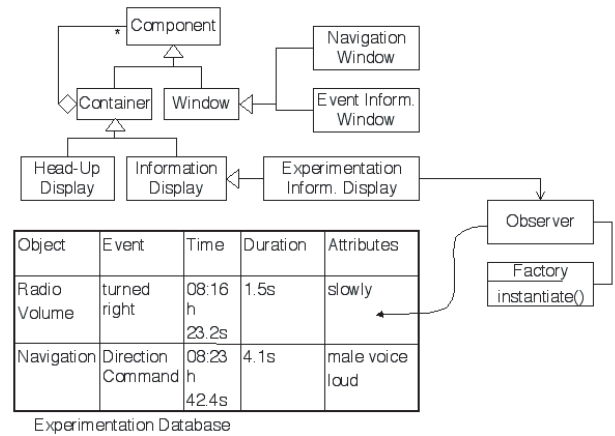 Component
*
Navigation
Window
Container
Window
Event Inform.
Window
Head-Up
Display
Information
Display
Experimentation
Inform. Display
Observer
Factory
instantiate()
Object Event Time Duration Attributes
Radio
Volume
turned
right
08:16
h
23.2s
1.5s
slowly
Navigation
Direction
Command
08:23
h
42.4s
4.1s
male voice
loud
Experimentation Database